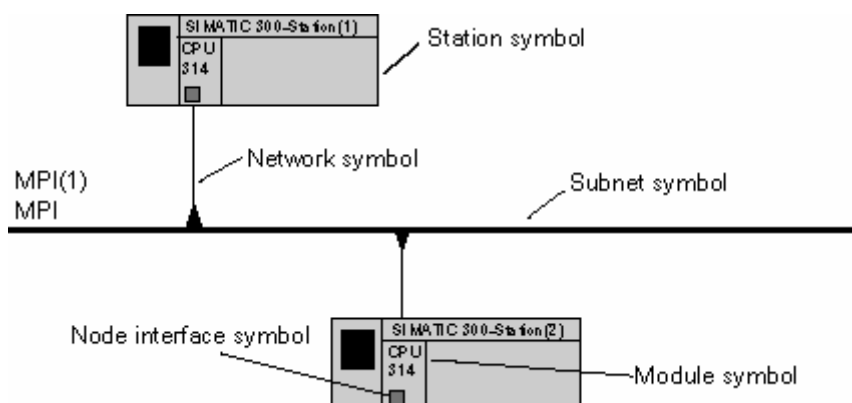 SIMATIC 300-Station(1)
CPU
314
Station symbol
Network symbol
MPI(1)
MPI
Subnet symbol
Node interface symbol
SIMATIC 300-Station(2)
CPU
314
Module symbol